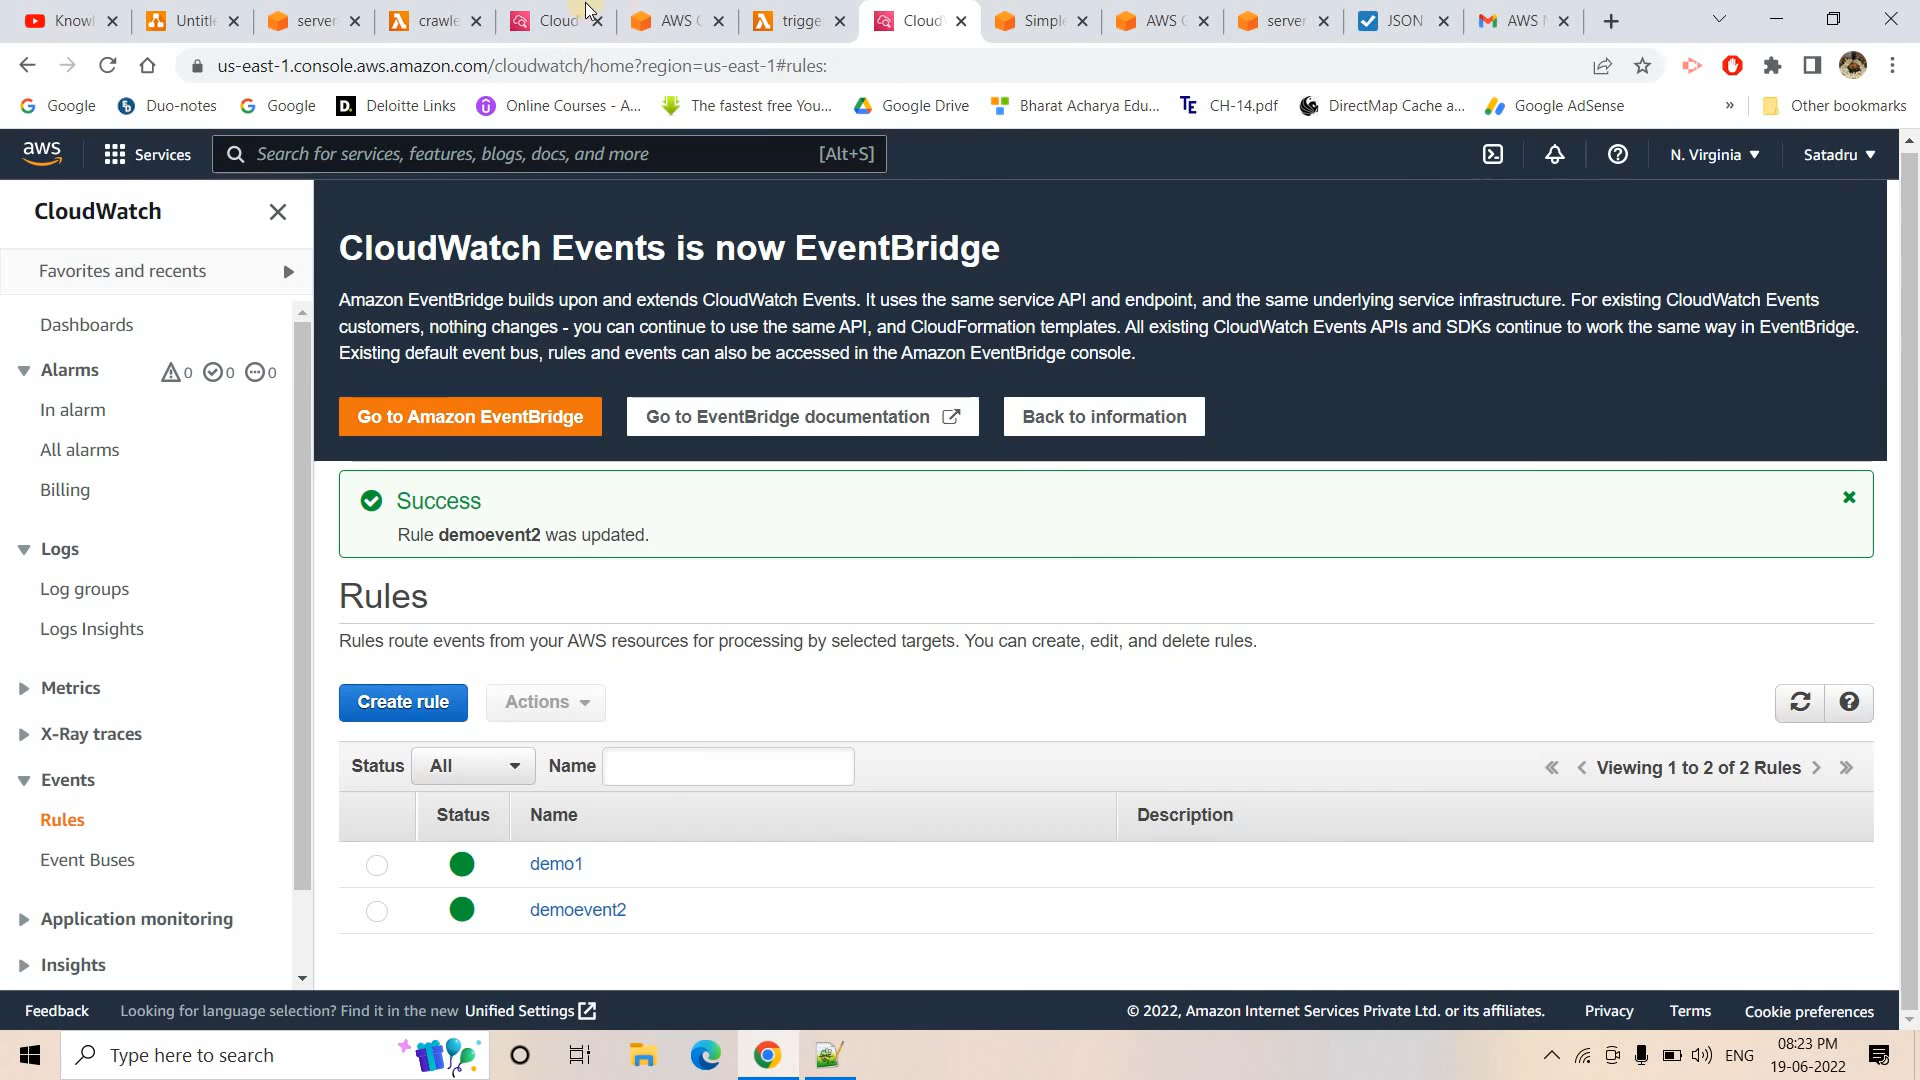 Knowl
Untitle
server
crawle
Cloud
AWS G
trigge
Cloud
Simple
AWS G
server
JSON
AWS N
us-east-1.console.aws.amazon.com/cloudwatch/home?region=us-east-1#rules:
Google
Duo-notes
Google
Deloitte Links
Online Courses - A...
The fastest free You...
Google Drive
Bharat Acharya Edu...
CH-14.pdf
DirectMap Cache a...
Google AdSense
»
Other bookmarks
aws
Services
Search for services, features, blogs, docs, and more
[Alt+S]
N. Virginia
Satadru
CloudWatch
Favorites and recents
Dashboards
Alarms
0
0
0
In alarm
All alarms
Billing
Logs
Log groups
Logs Insights
Metrics
X-Ray traces
Events
Rules
Event Buses
Application monitoring
Insights
CloudWatch Events is now EventBridge
Amazon EventBridge builds upon and extends CloudWatch Events. It uses the same service API and endpoint, and the same underlying service infrastructure. For existing CloudWatch Events
customers, nothing changes - you can continue to use the same API, and CloudFormation templates. All existing CloudWatch Events APIs and SDKs continue to work the same way in EventBridge.
Existing default event bus, rules and events can also be accessed in the Amazon EventBridge console.
Go to Amazon EventBridge
Go to EventBridge documentation
Back to information
Success
Rule demoevent2 was updated.
Rules
Rules route events from your AWS resources for processing by selected targets. You can create, edit, and delete rules.
Create rule
Actions
Status
All
Name
Viewing 1 to 2 of 2 Rules
Status
Name
Description
demo1
demoevent2
Feedback
Looking for language selection? Find it in the new Unified Settings
© 2022, Amazon Internet Services Private Ltd. or its affiliates.
Privacy
Terms
Cookie preferences
Type here to search
ENG
08:23 PM
19-06-2022